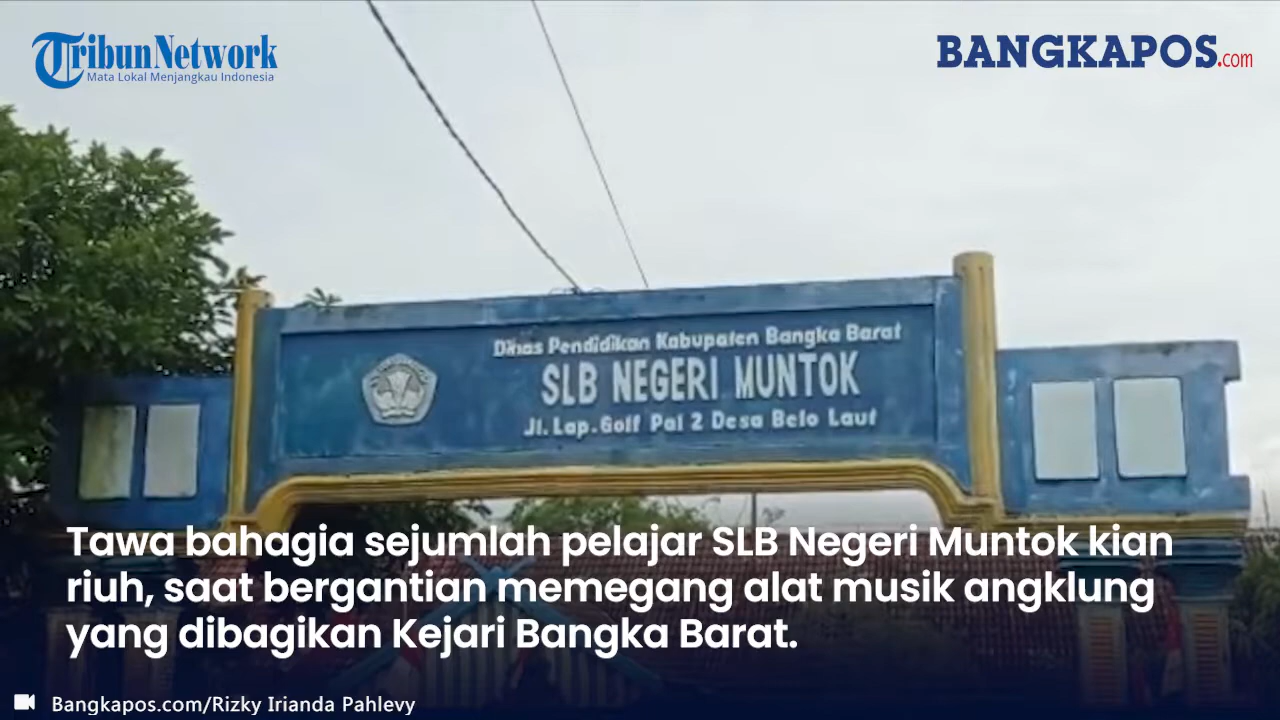 TribunNetwork
Mata Lokal Menjangkau Indonesia
BANGKAPOS.com
Dinas Pendidikan Kabupaten Bangka Barat
SLB NEGERI MUNTOK
Jl. Lap. Golf Pal 2 Desa Belo Laut
Tawa bahagia sejumlah pelajar SLB Negeri Muntok kian
riuh, saat bergantian memegang alat musik angklung
yang dibagikan Kejari Bangka Barat.
Bangkapos.com/Rizky Irianda Pahlevy